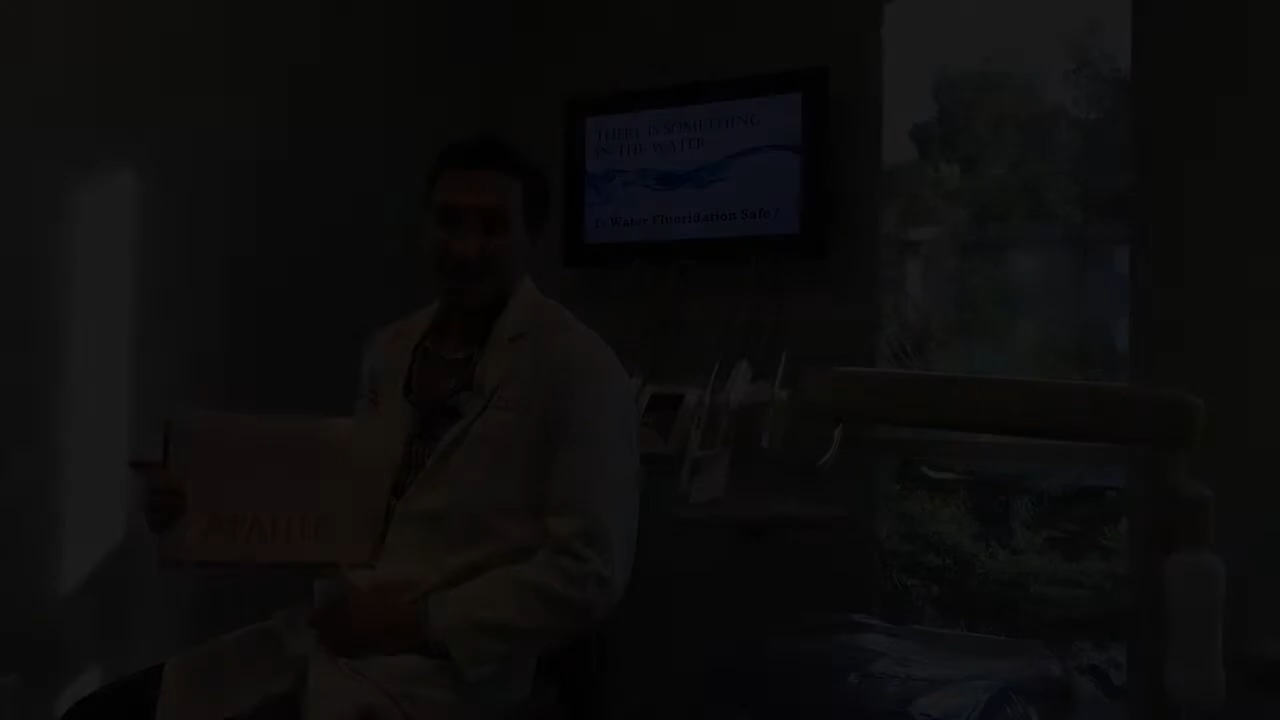 THERE IS SOMETHING
IN THE WATER
Is Water Fluoridation Safe?